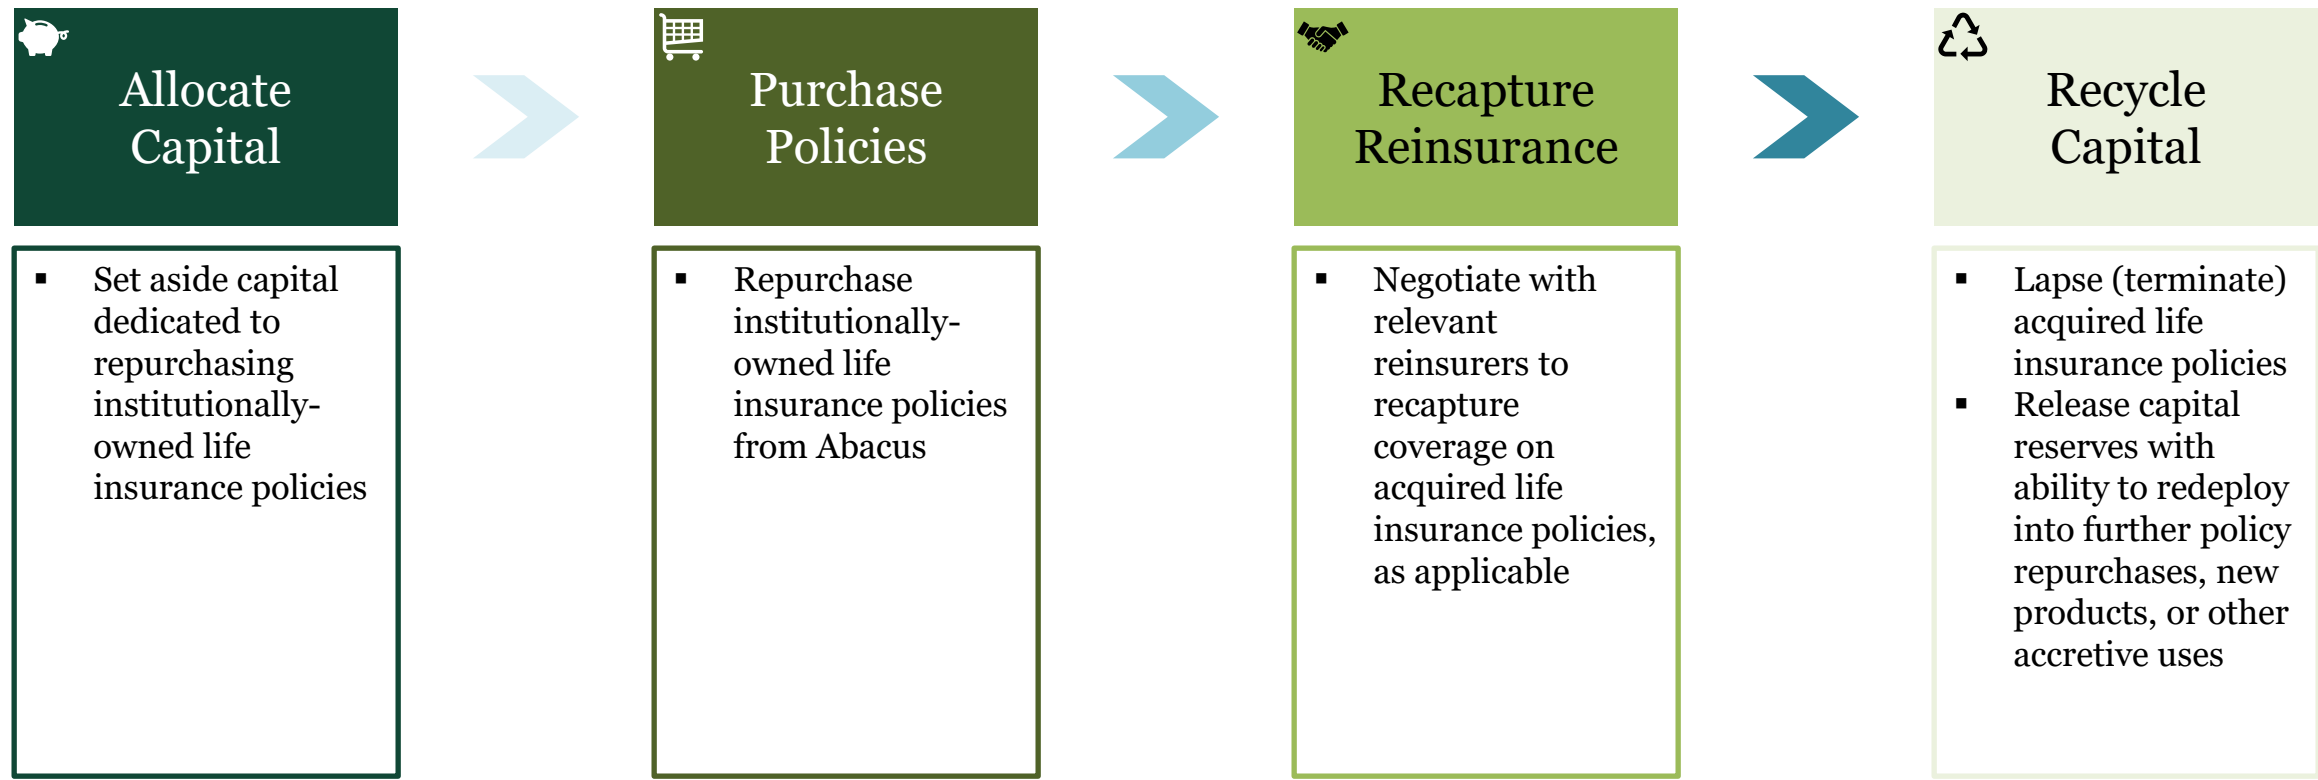 Allocate
Capital
▪ Set aside capital
dedicated to
repurchasing
institutionally-
owned life
insurance policies
Purchase
Policies
▪ Repurchase
institutionally-
owned life
insurance policies
from Abacus
Recapture
Reinsurance
▪ Negotiate with
relevant
reinsurers to
recapture
coverage on
acquired life
insurance policies,
as applicable
Recycle
Capital
▪ Lapse (terminate)
acquired life
insurance policies
▪ Release capital
reserves with
ability to redeploy
into further policy
repurchases, new
products, or other
accretive uses